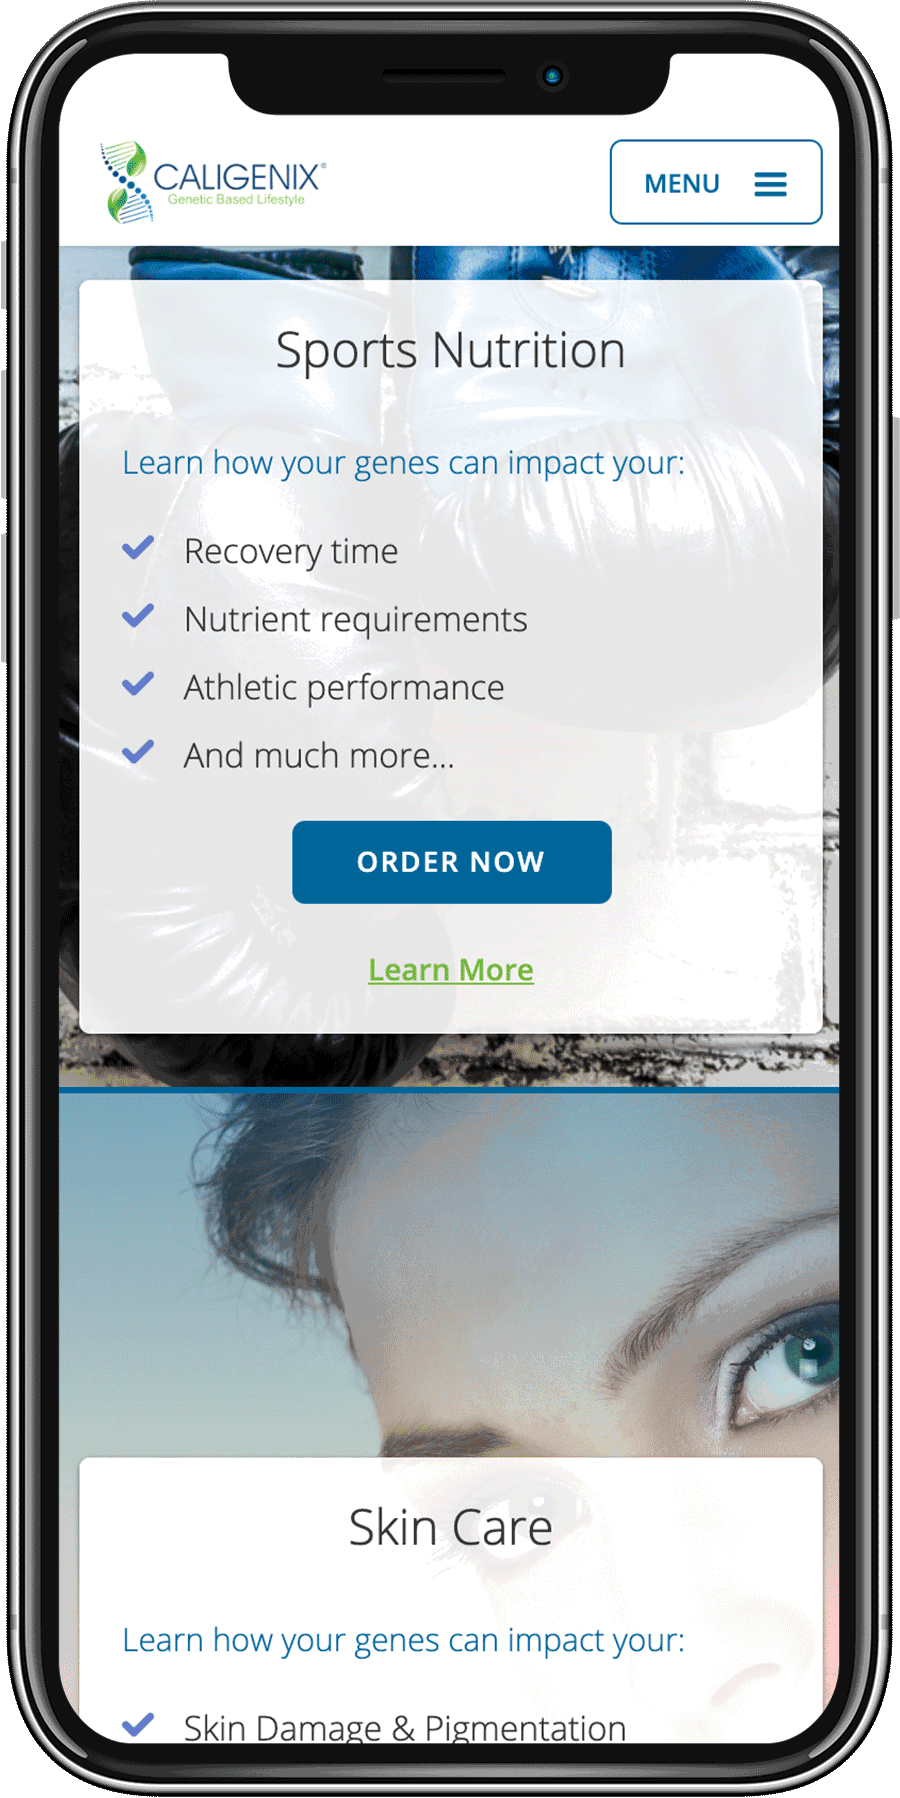 CALIGENIX®
Genetic Based Lifestyle
MENU
Sports Nutrition
Learn how your genes can impact your:
Recovery time
Nutrient requirements
Athletic performance
And much more...
ORDER NOW
Learn More
Skin Care
Learn how your genes can impact your:
Skin Damage & Pigmentation